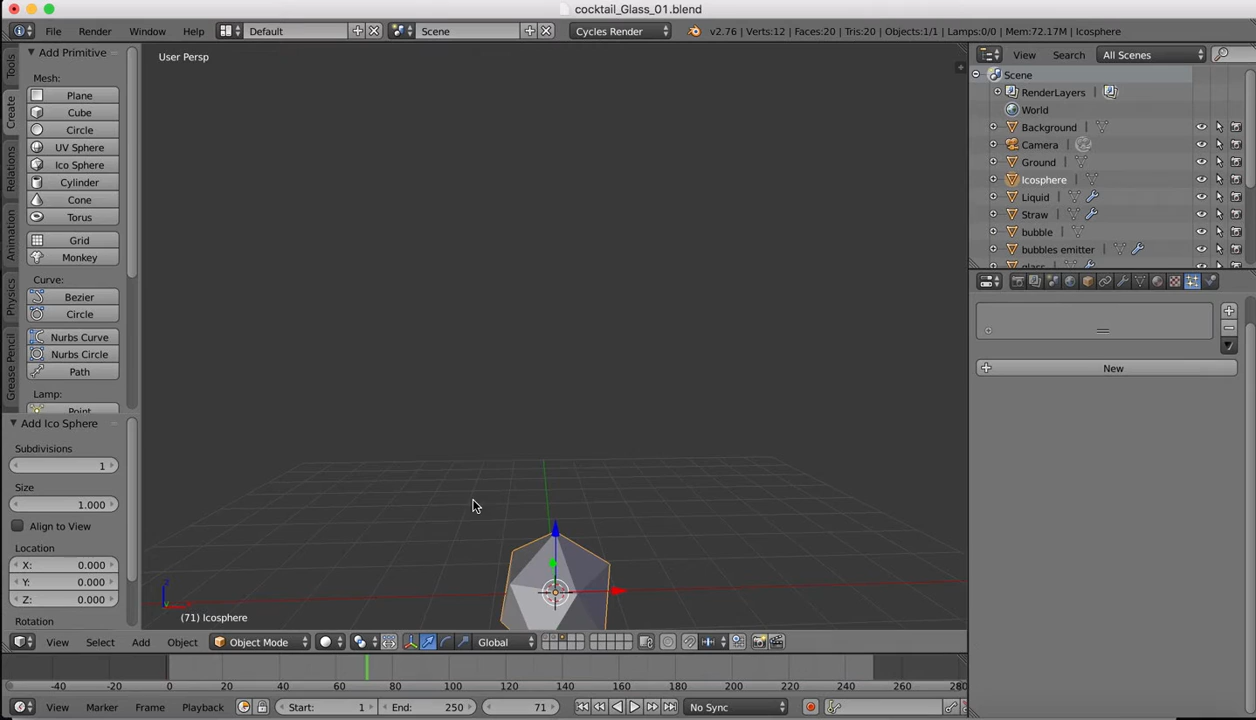 cocktail_Glass_01.blend
File Render Window Help Default Scene Cycles Render v2.76 | Verts:12 | Faces:20 | Tris:20 | Objects:1/1 | Lamps:0/0 | Mem:72.17M | Icosphere
Tools
Create
Relations
Animation
Physics
Grease Pencil
Add Primitive
Mesh:
Plane
Cube
Circle
UV Sphere
Ico Sphere
Cylinder
Cone
Torus
Grid
Monkey
Curve:
Bezier
Circle
Nurbs Curve
Nurbs Circle
Path
Lamp:
Point
Add Ico Sphere
Subdivisions
1
Size
1.000
Align to View
Location
X: 0.000
Y: 0.000
Z: 0.000
Rotation
User Persp
(71) Icosphere
View Search All Scenes
Scene
RenderLayers
World
Background
Camera
Ground
Icosphere
Liquid
Straw
bubble
bubbles emitter
glass
New
View Select Add Object Object Mode Global
-40 -20 0 20 40 60 80 100 120 140 160 180 200 220 240 260 280
View Marker Frame Playback Start: 1 End: 250 71 No Sync